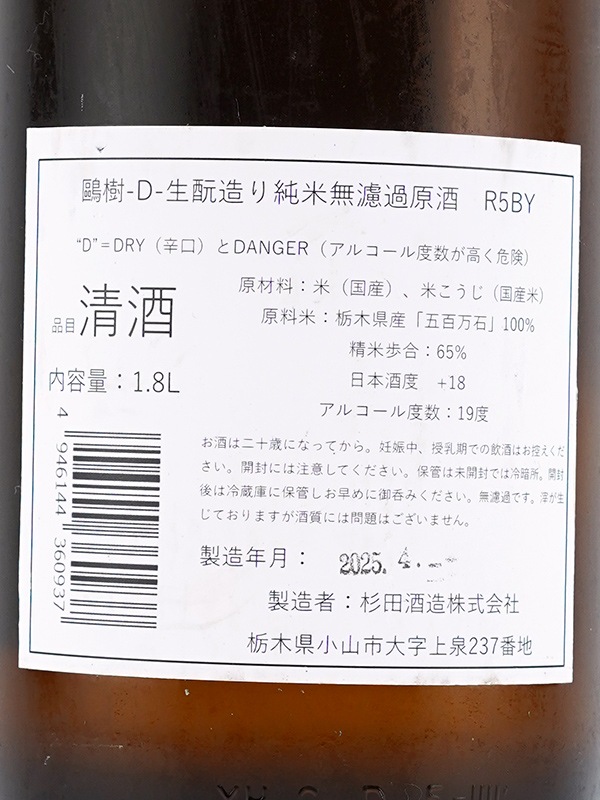 鷗樹-D-生酛造り純米無濾過原酒　R5BY
“D”=DRY（辛口）とDANGER（アルコール度数が高く危険）
原材料：米（国産）、米こうじ（国産米）
原料米：栃木県産「五百万石」100%
精米歩合：65%
日本酒度　+18
アルコール度数：19度
品目 清酒
内容量：1.8L
4 946144 360937
お酒は二十歳になってから。妊娠中、授乳期での飲酒はお控えくだ
さい。開封には注意してください。保管は未開封では冷暗所。開封
後は冷蔵庫に保管しお早めに御呑みください。無濾過です。滓が生
じておりますが酒質には問題はございません。
製造年月： 2025. 4.
製造者：杉田酒造株式会社
栃木県小山市大字上泉237番地